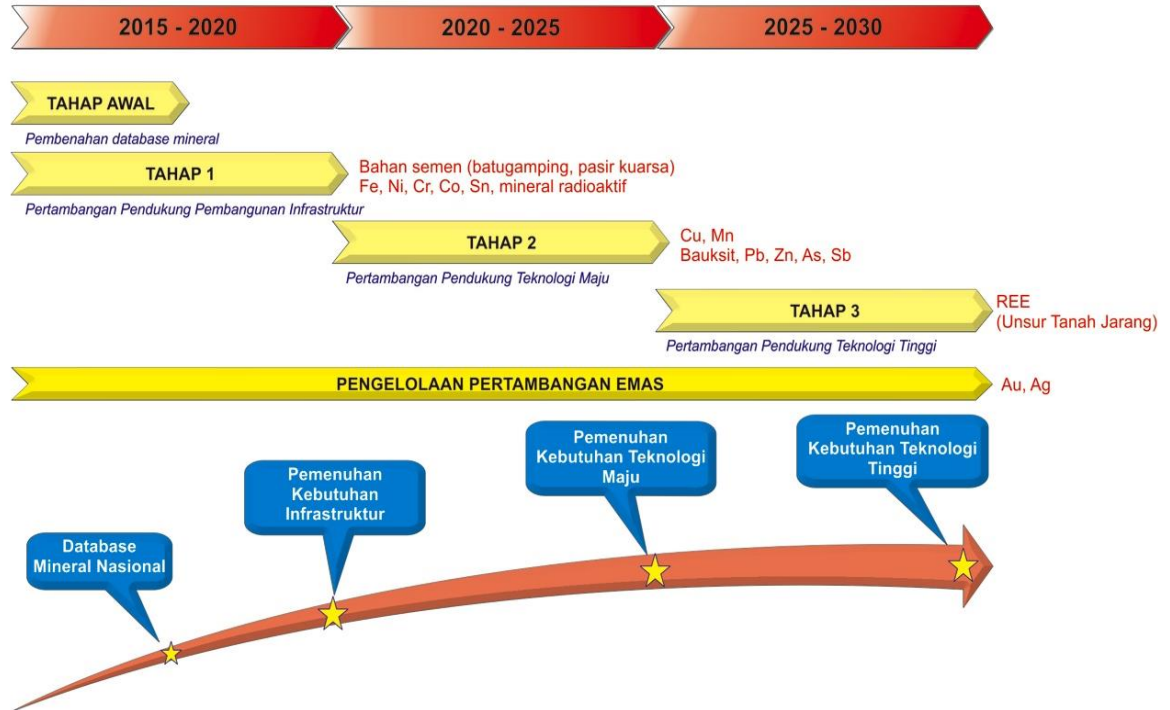 2015 - 2020
2020 - 2025
2025 - 2030
TAHAP AWAL
Pembenahan database mineral
TAHAP 1
Bahan semen (batugamping, pasir kuarsa)
Fe, Ni, Cr, Co, Sn, mineral radioaktif
Pertambangan Pendukung Pembangunan Infrastruktur
TAHAP 2
Cu, Mn
Bauksit, Pb, Zn, As, Sb
Pertambangan Pendukung Teknologi Maju
TAHAP 3
REE
(Unsur Tanah Jarang)
Pertambangan Pendukung Teknologi Tinggi
PENGELOLAAN PERTAMBANGAN EMAS
Au, Ag
Database
Mineral Nasional
Pemenuhan
Kebutuhan
Infrastruktur
Pemenuhan
Kebutuhan Teknologi
Maju
Pemenuhan
Kebutuhan Teknologi
Tinggi